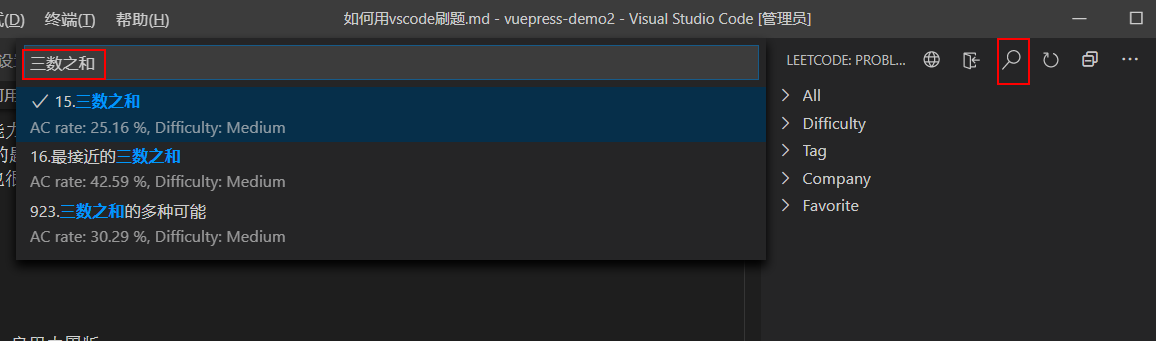 式(D) 终端(T) 帮助(H) 如何用vscode刷题.md - vuepress-demo2 - Visual Studio Code [管理员]
三数之和
LEETCODE: PROBL...
15.三数之和
AC rate: 25.16 %, Difficulty: Medium
16.最接近的三数之和
AC rate: 42.59 %, Difficulty: Medium
923.三数之和的多种可能
AC rate: 30.29 %, Difficulty: Medium
All
Difficulty
Tag
Company
Favorite